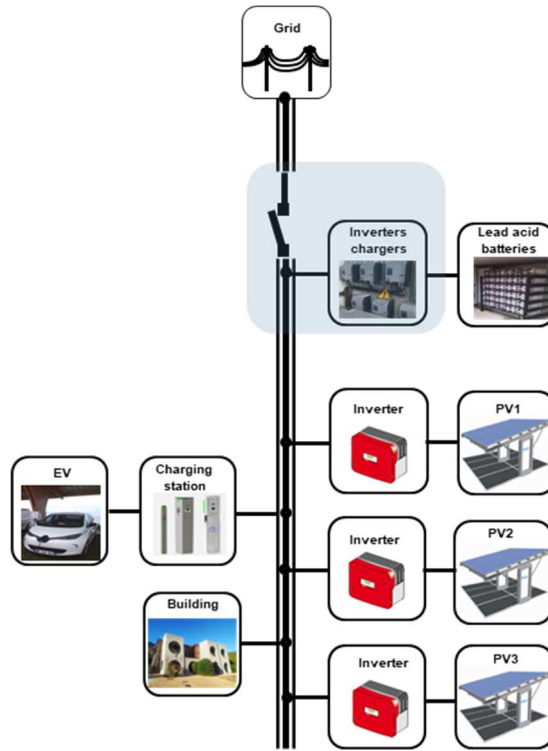 Grid
Inverters
chargers
Lead acid
batteries
Inverter
PV1
EV
Charging
station
Inverter
PV2
Building
Inverter
PV3